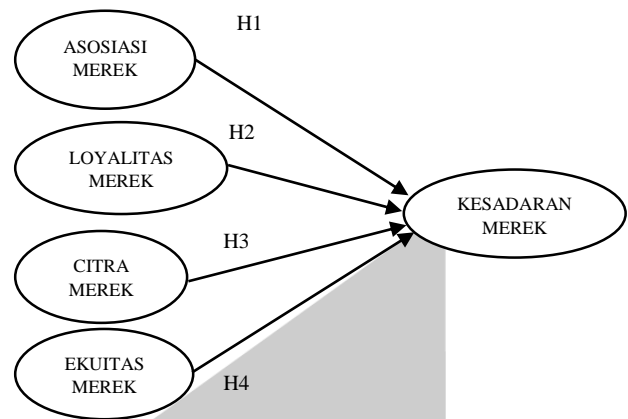 H1
ASOSIASI
MEREK
H2
LOYALITAS
MEREK
KESADARAN
MEREK
H3
CITRA
MEREK
EKUITAS
MEREK
H4